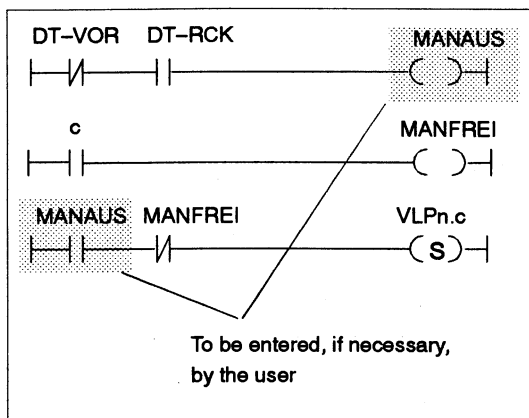 DT–VOR DT–RCK MANAUS
c MANFREI
MANAUS MANFREI VLPn.c
S
To be entered, if necessary,
by the user